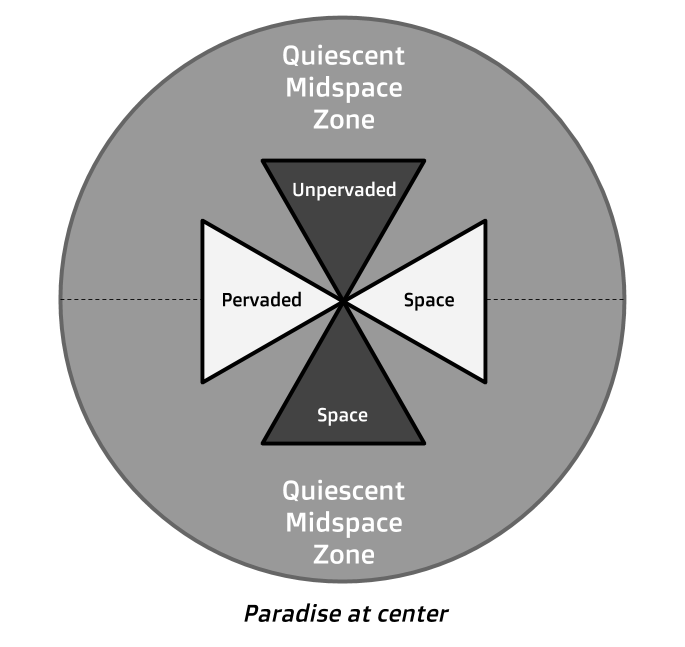 Quiescent
Midspace
Zone
Unpervaded
Pervaded
Space
Space
Quiescent
Midspace
Zone
Paradise at center